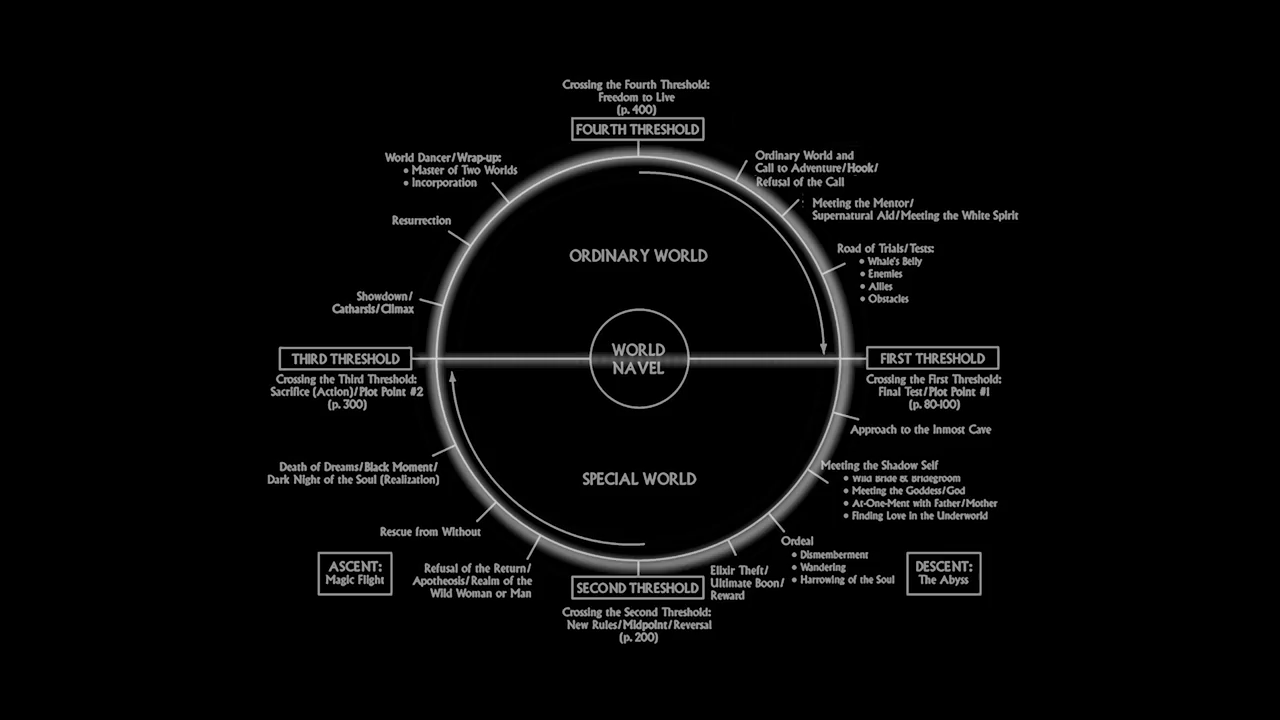 Crossing the Fourth Threshold:
Freedom to Live
(p. 400)
FOURTH THRESHOLD
Ordinary World and
Call to Adventure/Hook/
Refusal of the Call
Meeting the Mentor/
Supernatural Aid/Meeting the White Spirit
Road of Trials/Tests:
• Whale's Belly
• Enemies
• Allies
• Obstacles
FIRST THRESHOLD
Crossing the First Threshold:
Final Test/Plot Point #1
(p. 80-100)
Approach to the Inmost Cave
Meeting the Shadow Self
• Wild Bride & Bridegroom
• Meeting the Goddess/God
• At-One-Ment with Father/Mother
• Finding Love in the Underworld
Ordeal
• Dismemberment
• Wandering
• Harrowing of the Soul
DESCENT:
The Abyss
Elixir Theft/
Ultimate Boon/
Reward
SECOND THRESHOLD
Crossing the Second Threshold:
New Rules/Midpoint/Reversal
(p. 200)
Refusal of the Return/
Apotheosis/Realm of the
Wild Woman or Man
ASCENT:
Magic Flight
Rescue from Without
Death of Dreams/Black Moment/
Dark Night of the Soul (Realization)
THIRD THRESHOLD
Crossing the Third Threshold:
Sacrifice (Action)/Plot Point #2
(p. 300)
Showdown/
Catharsis/Climax
Resurrection
World Dancer/Wrap-up:
• Master of Two Worlds
• Incorporation
ORDINARY WORLD
WORLD
NAVEL
SPECIAL WORLD